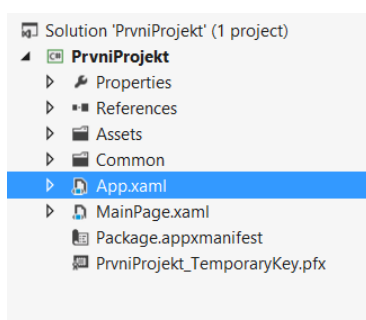 Solution 'PrvniProjekt' (1 project)
PrvniProjekt
Properties
References
Assets
Common
App.xaml
MainPage.xaml
Package.appxmanifest
PrvniProjekt_TemporaryKey.pfx